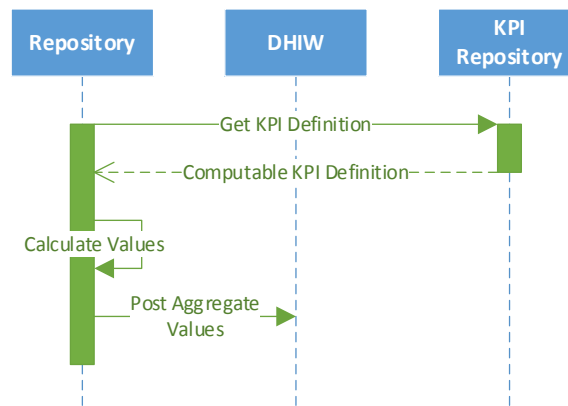 Repository
DHIW
KPI
Repository
Get KPI Definition
Computable KPI Definition
Calculate Values
Post Aggregate
Values